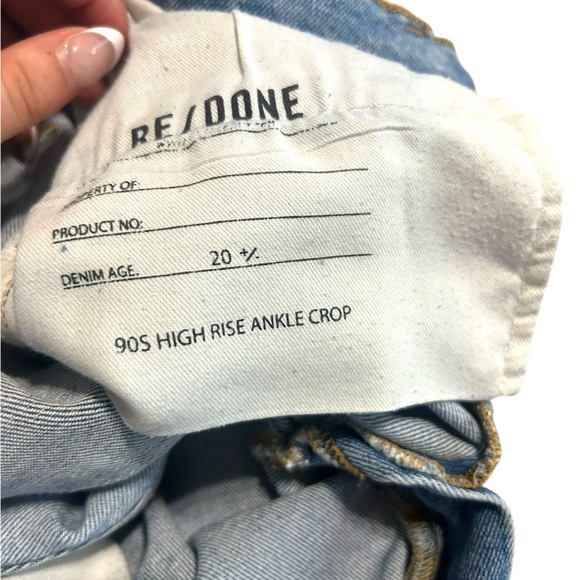 RE/DONE
PROPERTY OF:
PRODUCT NO:
DENIM AGE. 20 +/-
90S HIGH RISE ANKLE CROP